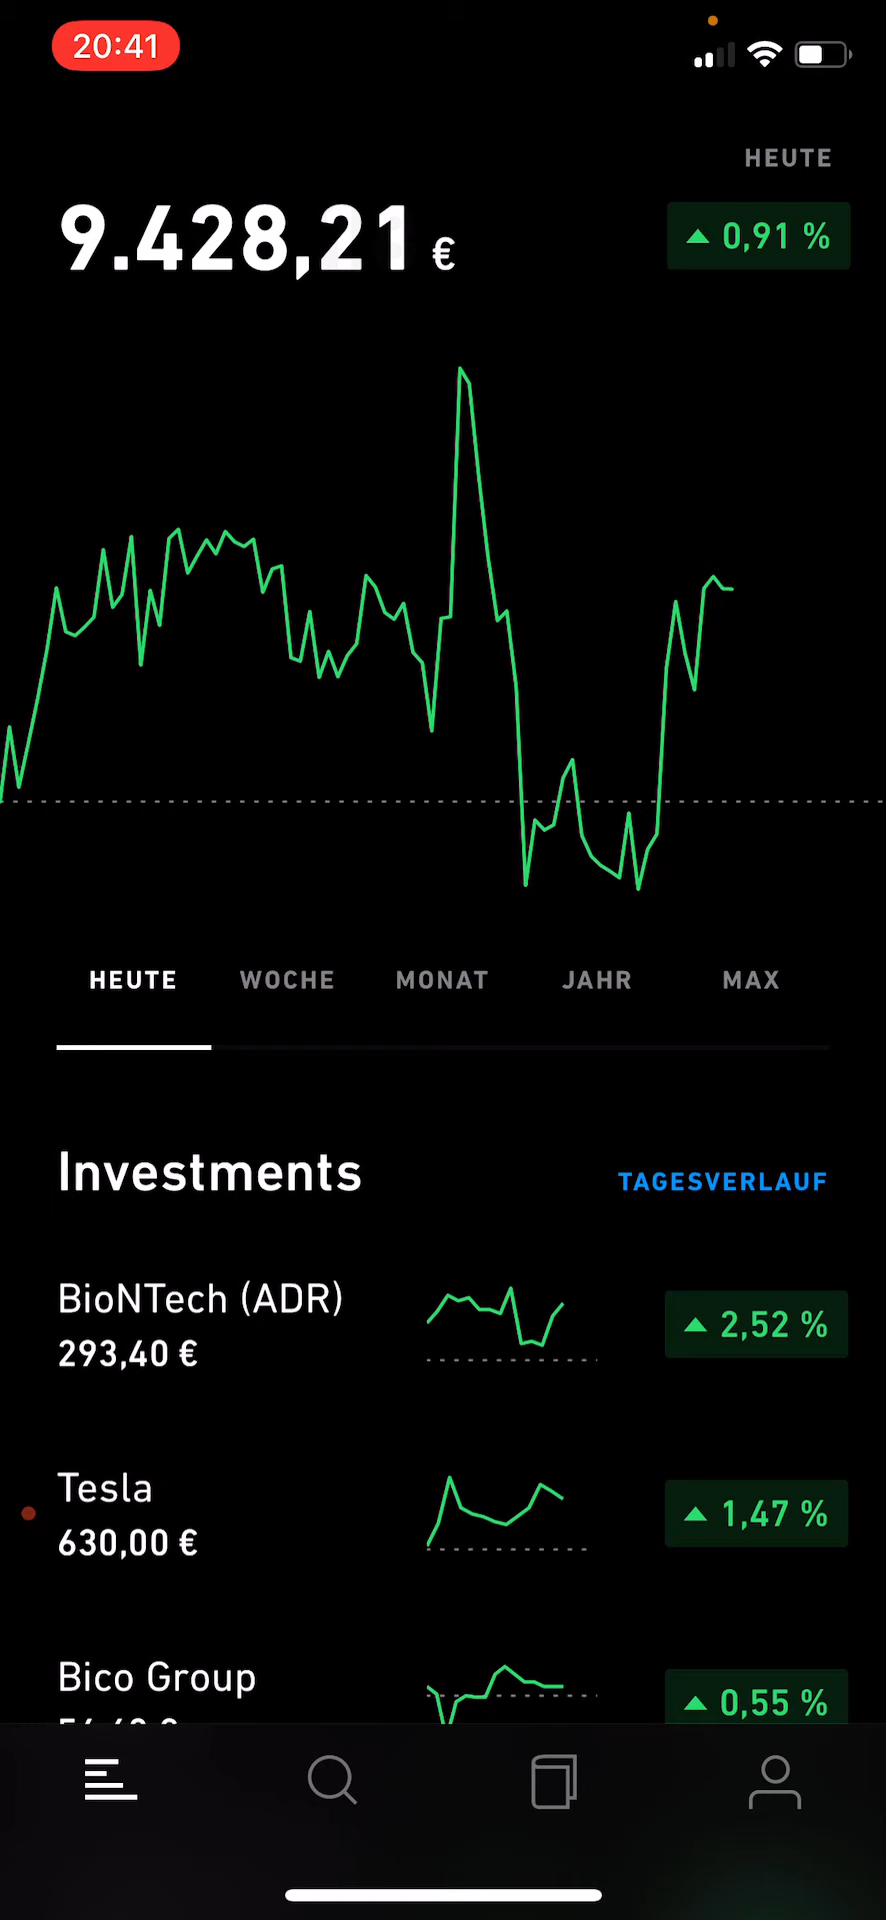 20:41
HEUTE
9.428,21 €
▲ 0,91 %
HEUTE WOCHE MONAT JAHR MAX
Investments
TAGESVERLAUF
BioNTech (ADR)
293,40 €
▲ 2,52 %
Tesla
630,00 €
▲ 1,47 %
Bico Group
▲ 0,55 %